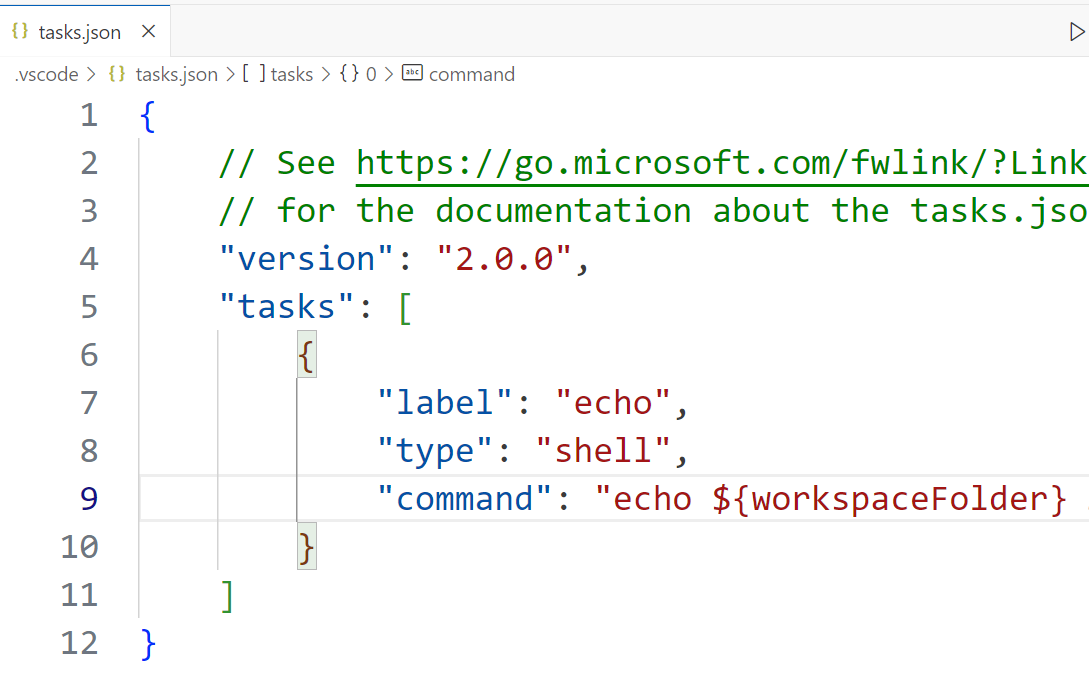 {} tasks.json ×
.vscode > {} tasks.json > [ ] tasks > {} 0 > abc command
1 {
2 // See https://go.microsoft.com/fwlink/?Link
3 // for the documentation about the tasks.jso
4 "version": "2.0.0",
5 "tasks": [
6 {
7 "label": "echo",
8 "type": "shell",
9 "command": "echo ${workspaceFolder}
10 }
11 ]
12 }